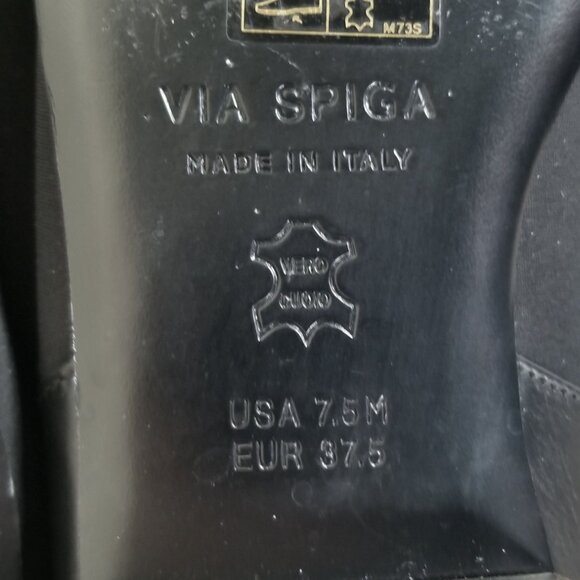 M73S
VIA SPIGA
MADE IN ITALY
VERO
CUOIO
USA 7.5M
EUR 37.5